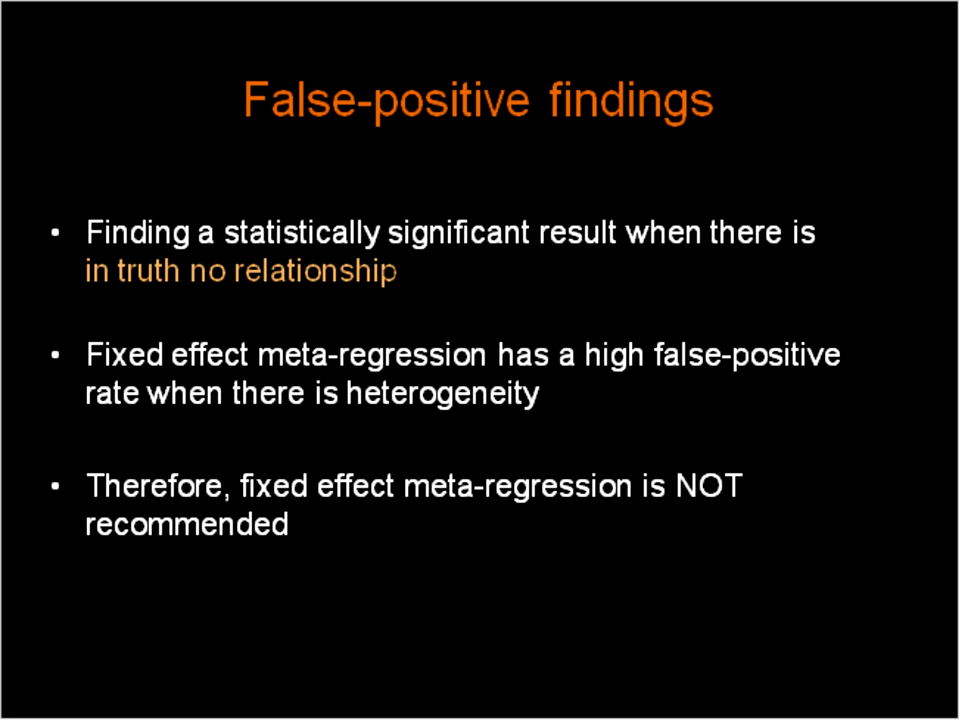 False-positive findings
• Finding a statistically significant result when there is
in truth no relationship
• Fixed effect meta-regression has a high false-positive
rate when there is heterogeneity
• Therefore, fixed effect meta-regression is NOT
recommended